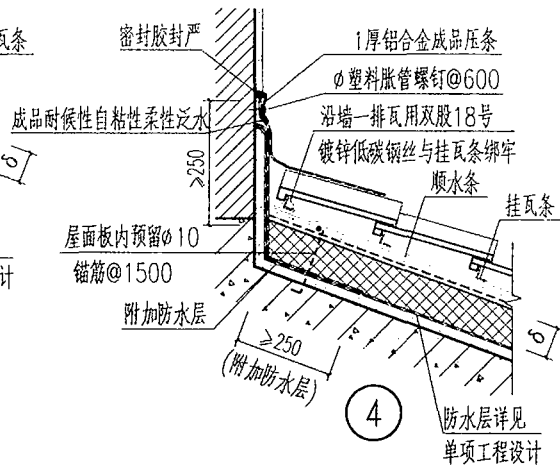 瓦条
密封胶封严
1厚铝合金成品压条
φ塑料胀管螺钉@600
成品耐候性自粘性柔性泛水
沿墙一排瓦用双股18号
镀锌低碳钢丝与挂瓦条绑牢
顺水条
挂瓦条
δ
≥250
屋面板内预留φ10
锚筋@1500
计
附加防水层
≥250
(附加防水层)
δ
4
防水层详见
单项工程设计